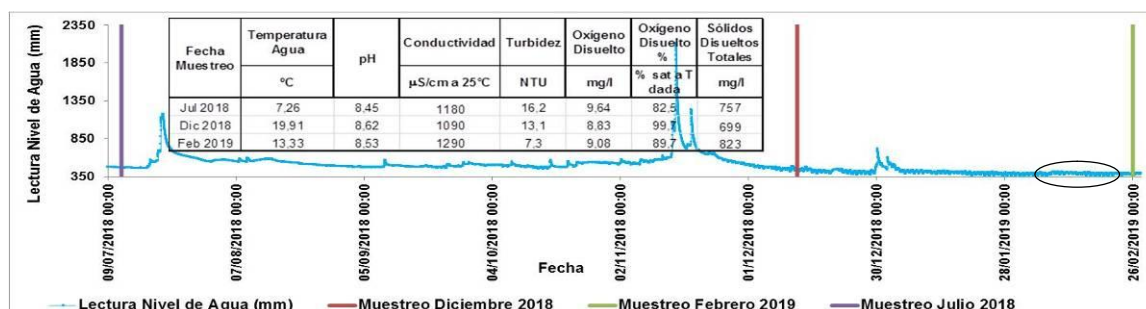 2350
1850
1350
850
350
Lectura Nivel de Agua (mm)
Fecha Muestreo Temperatura Agua pH Conductividad Turbidez Oxígeno Disuelto Oxígeno Disuelto % Sólidos Disueltos Totales
ºC µS/cm a 25°C NTU mg/l % sat a T dada mg/l
Jul 2018 7,26 8,45 1180 16,2 9,64 82,5 757
Dic 2018 19,91 8,62 1090 13,1 8,83 99,7 699
Feb 2019 13,33 8,53 1290 7,3 9,08 89,7 823
09/07/2018 00:00
07/08/2018 00:00
05/09/2018 00:00
04/10/2018 00:00
02/11/2018 00:00
01/12/2018 00:00
30/12/2018 00:00
28/01/2019 00:00
26/02/2019 00:00
Fecha
Lectura Nivel de Agua (mm) Muestreo Diciembre 2018 Muestreo Febrero 2019 Muestreo Julio 2018